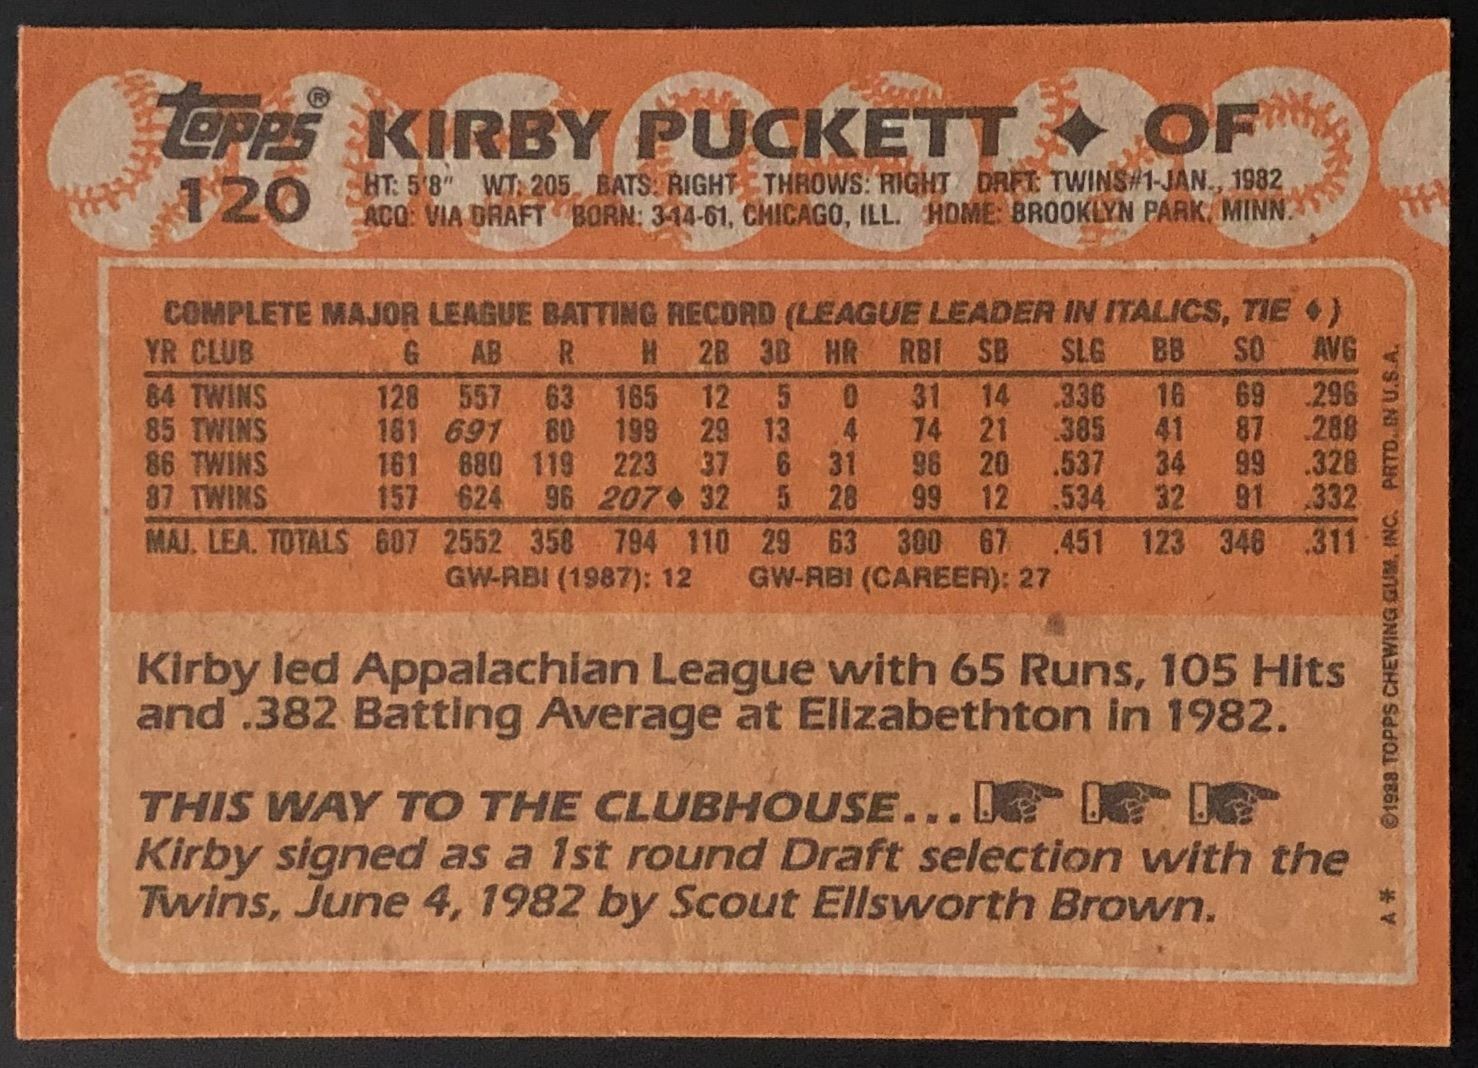 Topps® KIRBY PUCKETT ♦ OF
120 HT: 5'8" WT: 205 BATS: RIGHT THROWS: RIGHT DRFT: TWINS#1-JAN., 1982
ACQ: VIA DRAFT BORN: 3-14-61, CHICAGO, ILL. HOME: BROOKLYN PARK, MINN.
COMPLETE MAJOR LEAGUE BATTING RECORD (LEAGUE LEADER IN ITALICS, TIE ♦)
YR CLUB G AB R H 2B 3B HR RBI SB SLG BB SO AVG
84 TWINS 128 557 63 165 12 5 0 31 14 .336 16 69 .296
85 TWINS 161 691 80 199 29 13 4 74 21 .385 41 87 .288
86 TWINS 161 680 119 223 37 6 31 96 20 .537 34 99 .328
87 TWINS 157 624 96 207♦ 32 5 28 99 12 .534 32 91 .332
MAJ. LEA. TOTALS 607 2552 358 794 110 29 63 300 67 .451 123 346 .311
GW-RBI (1987): 12 GW-RBI (CAREER): 27
Kirby led Appalachian League with 65 Runs, 105 Hits
and .382 Batting Average at Elizabethton in 1982.
THIS WAY TO THE CLUBHOUSE...
Kirby signed as a 1st round Draft selection with the
Twins, June 4, 1982 by Scout Ellsworth Brown.
A* ©1988 TOPPS CHEWING GUM, INC. PRTD. IN U.S.A.